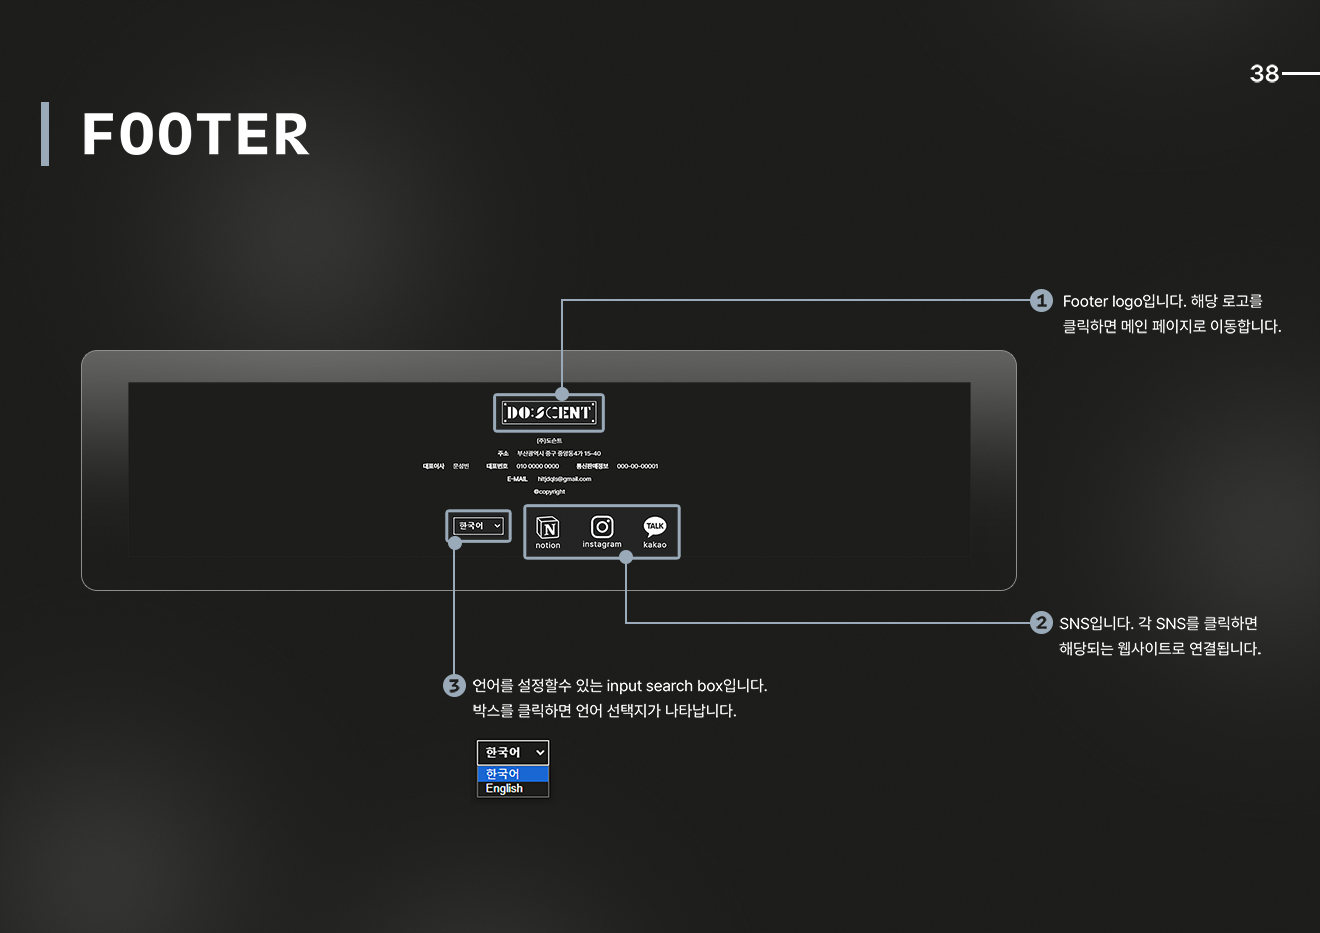 38
FOOTER
1 Footer logo입니다. 해당 로고를
클릭하면 메인 페이지로 이동합니다.
DO:SCENT
(주)도슨트
주소 부산광역시 중구 중앙동4가 15-40
대표이사 문성빈 대표번호 010 0000 0000 통신판매정보 000-00-00001
E-MAIL @gmail.com
©copyright
한국어
notion
TALK
instagram
kakao
2 SNS입니다. 각 SNS를 클릭하면
해당되는 웹사이트로 연결됩니다.
3 언어를 설정할수 있는 input search box입니다.
박스를 클릭하면 언어 선택지가 나타납니다.
한국어
한국어
English